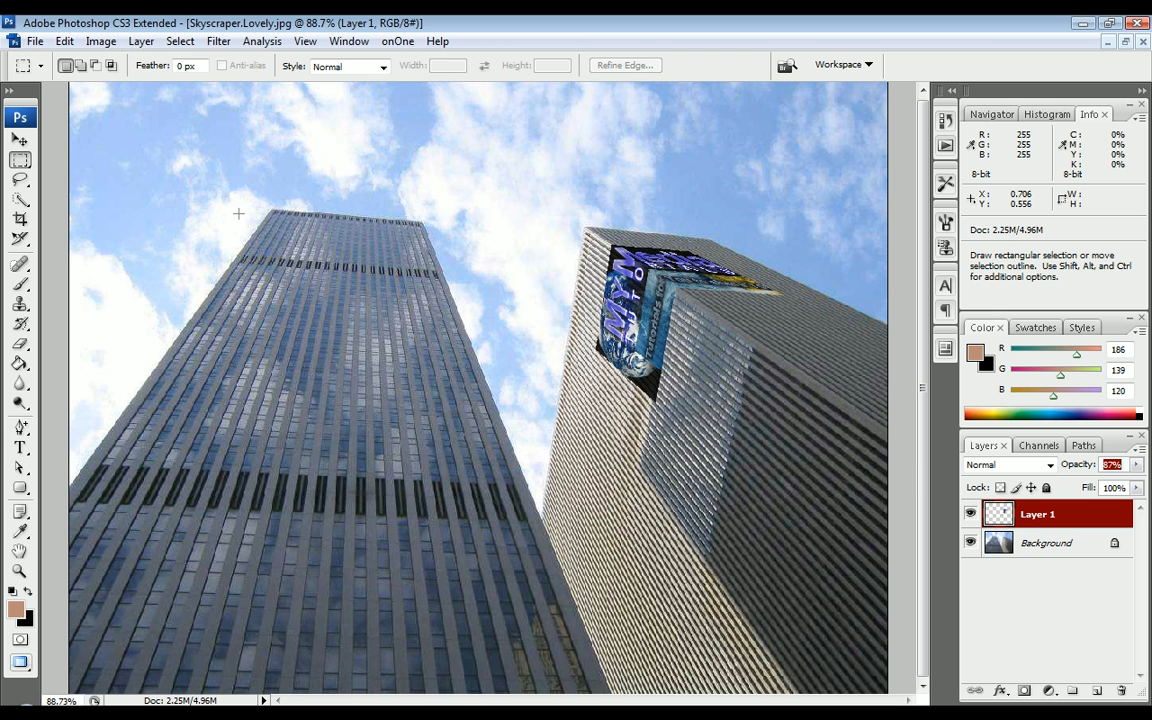 Ps Adobe Photoshop CS3 Extended - [Skyscraper.Lovely.jpg @ 88.7% (Layer 1, RGB/8#)]
Ps File Edit Image Layer Select Filter Analysis View Window onOne Help
Feather: 0 px Anti-alias Style: Normal Width: Height: Refine Edge... Workspace
Ps
Navigator Histogram Info
R: 255 C: 0%
G: 255 M: 0%
B: 255 Y: 0%
K: 0%
8-bit 8-bit
X: 0.706 W:
Y: 0.556 H:
Doc: 2.25M/4.96M
Draw rectangular selection or move
selection outline. Use Shift, Alt, and Ctrl
for additional options.
Color Swatches Styles
R 186
G 139
B 120
Layers Channels Paths
Normal Opacity: 87%
Lock: Fill: 100%
Layer 1
Background
Tutorials
88.73% Doc: 2.25M/4.96M